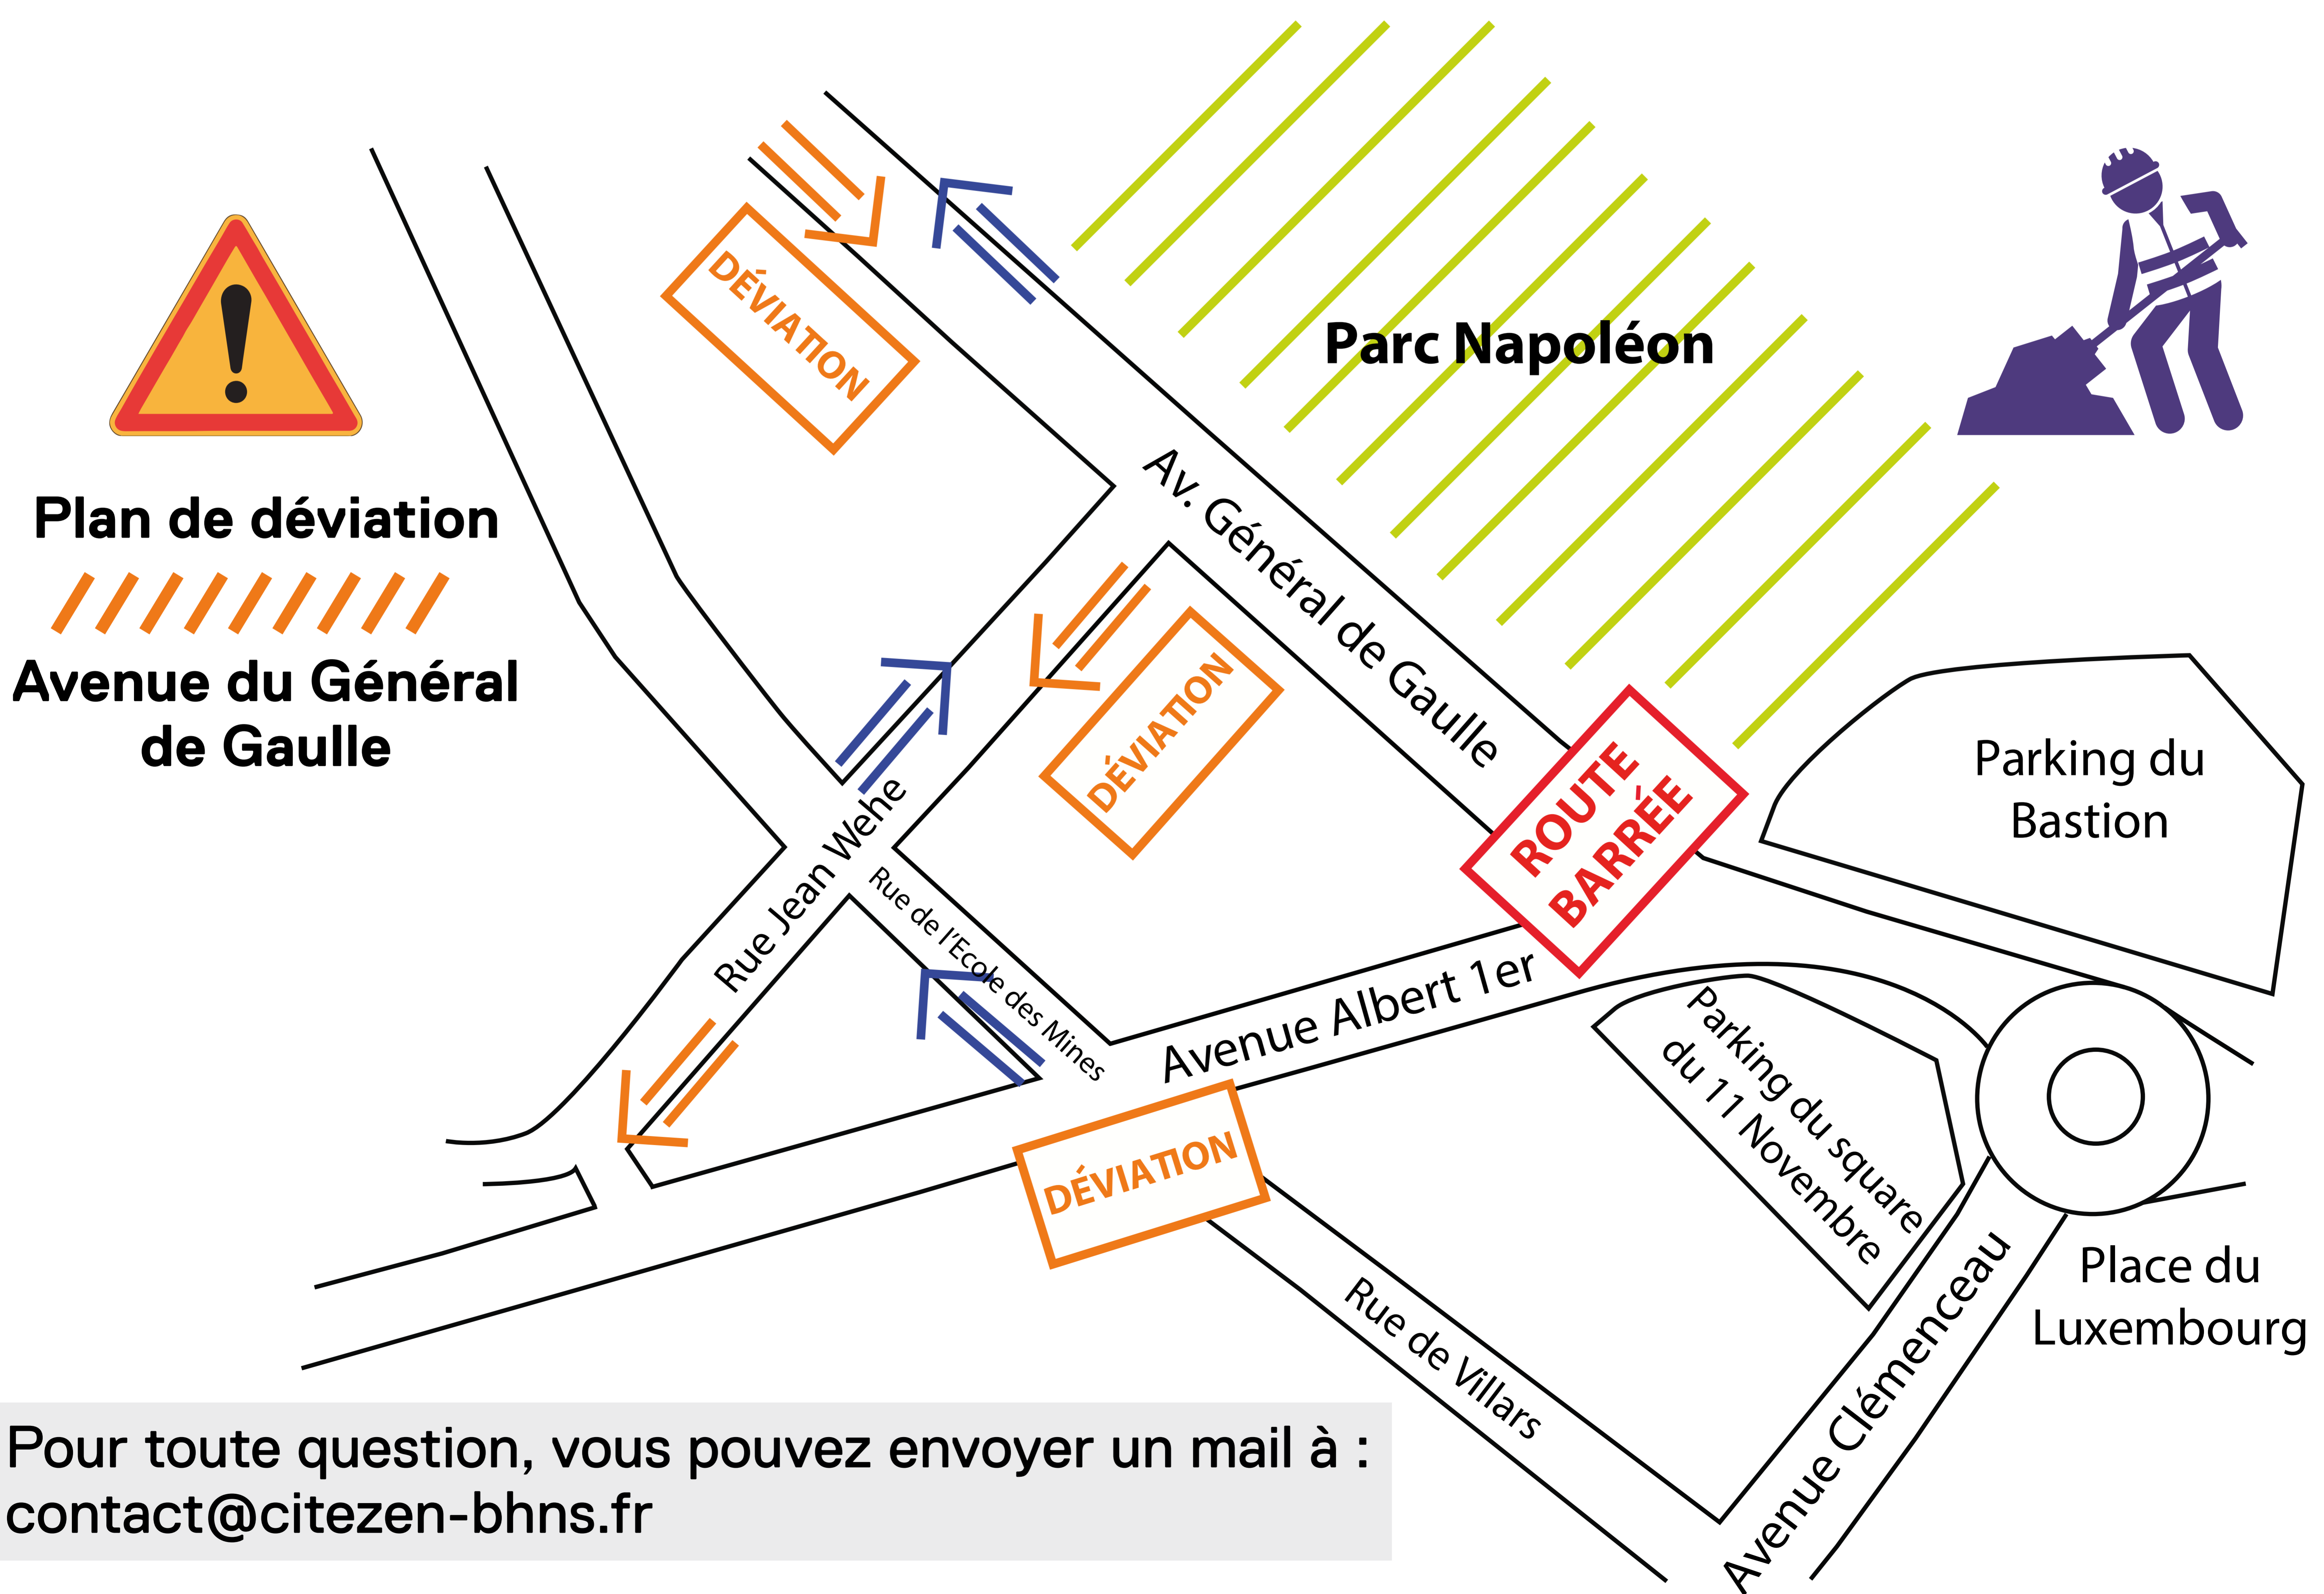 Plan de déviation
Avenue du Général
de Gaulle
DÉVIATION
Parc Napoléon
Av. Général de Gaulle
DÉVIATION
ROUTE
BARRÉE
Parking du
Bastion
Rue Jean Wehe
Rue de l'Ecole des Mines
Avenue Albert 1er
DÉVIATION
Parking du square
du 11 Novembre
Rue de Villars
Avenue Clémenceau
Place du
Luxembourg
Pour toute question, vous pouvez envoyer un mail à :
contact@citezen-bhns.fr